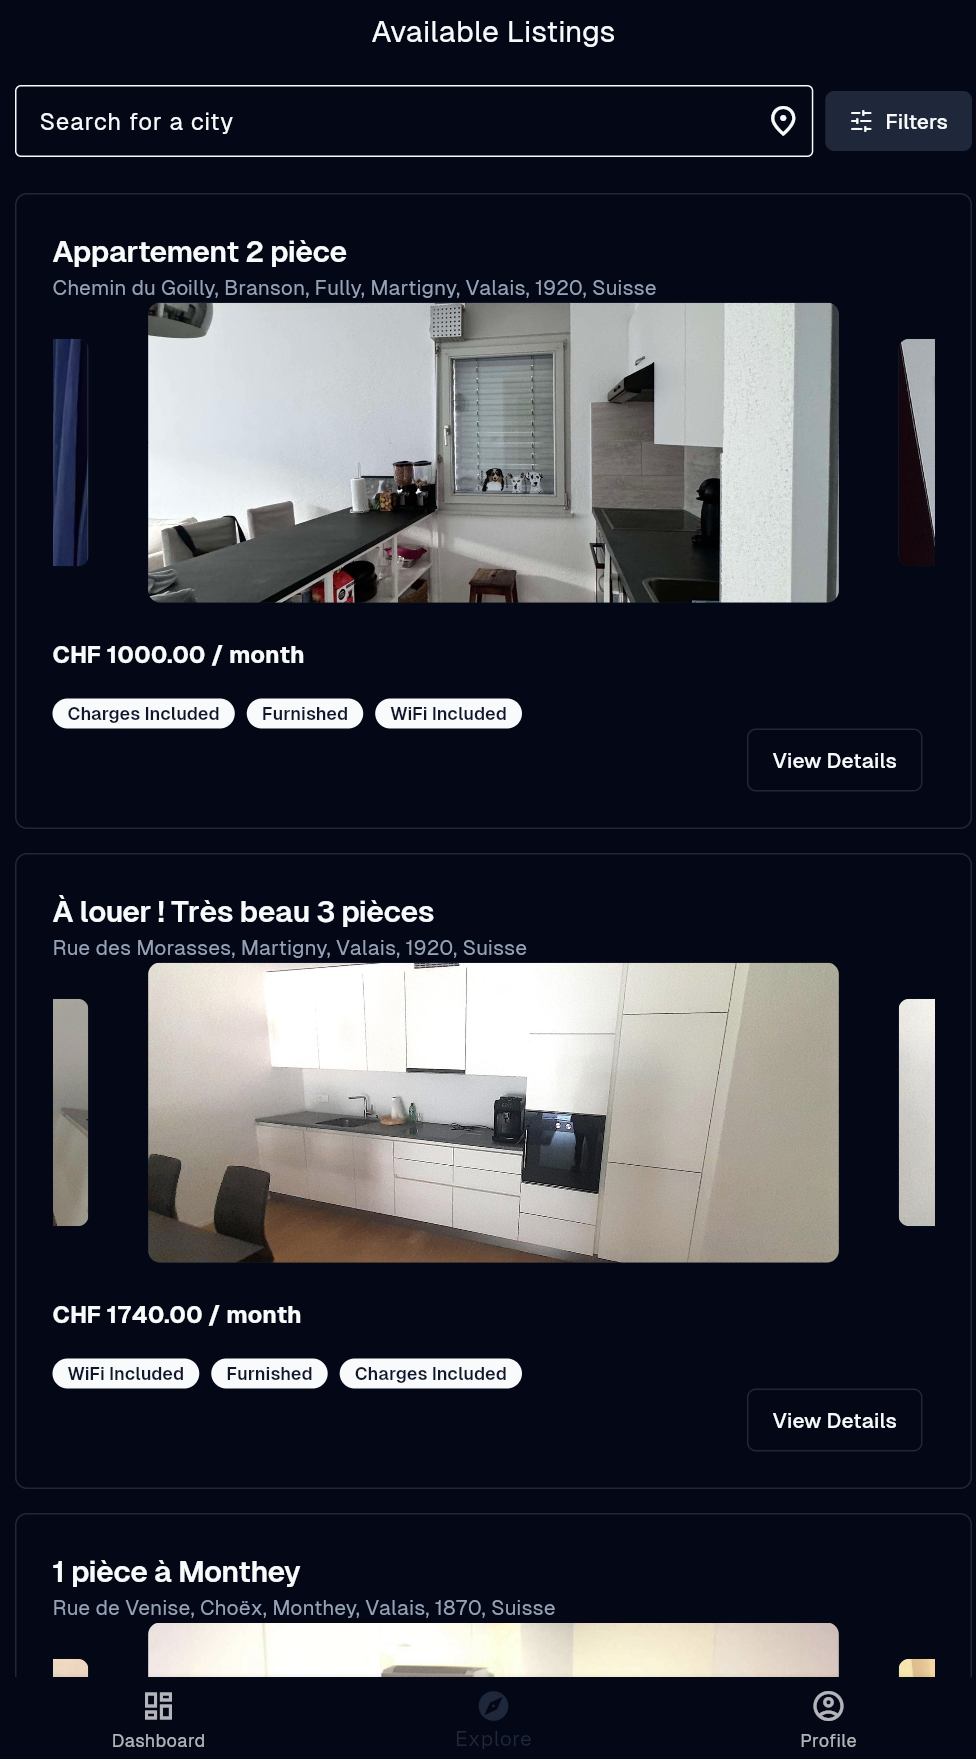 Available Listings
Search for a city
Filters
Appartement 2 pièce
Chemin du Goilly, Branson, Fully, Martigny, Valais, 1920, Suisse
CHF 1000.00 / month
Charges Included Furnished WiFi Included
View Details
À louer ! Très beau 3 pièces
Rue des Morasses, Martigny, Valais, 1920, Suisse
CHF 1740.00 / month
WiFi Included Furnished Charges Included
View Details
1 pièce à Monthey
Rue de Venise, Choëx, Monthey, Valais, 1870, Suisse
Dashboard Explore Profile